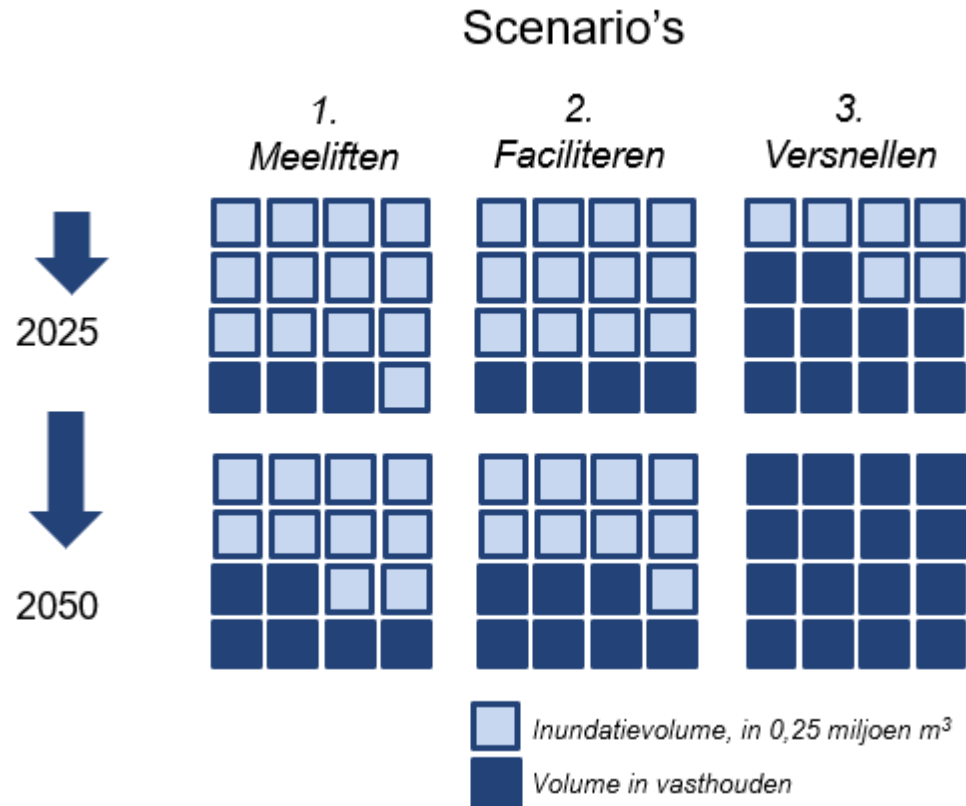 Scenario's
1.
Meeliften
2.
Faciliteren
3.
Versnellen
2025
2050
Inundatievolume, in 0,25 miljoen m³
Volume in vasthouden